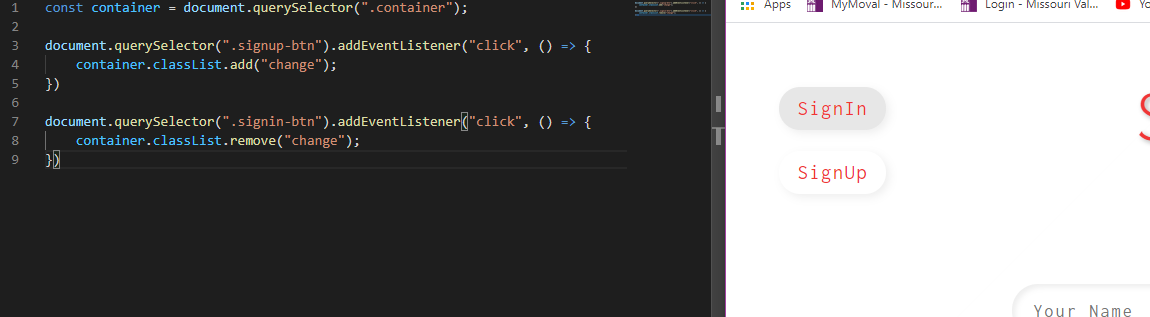 1 const container = document.querySelector(".container");
2
3 document.querySelector(".signup-btn").addEventListener("click", () => {
4     container.classList.add("change");
5 })
6
7 document.querySelector(".signin-btn").addEventListener("click", () => {
8     container.classList.remove("change");
9 })
Apps MyMoval - Missour... Login - Missouri Val... Yo
SignIn
S
SignUp
Your Name